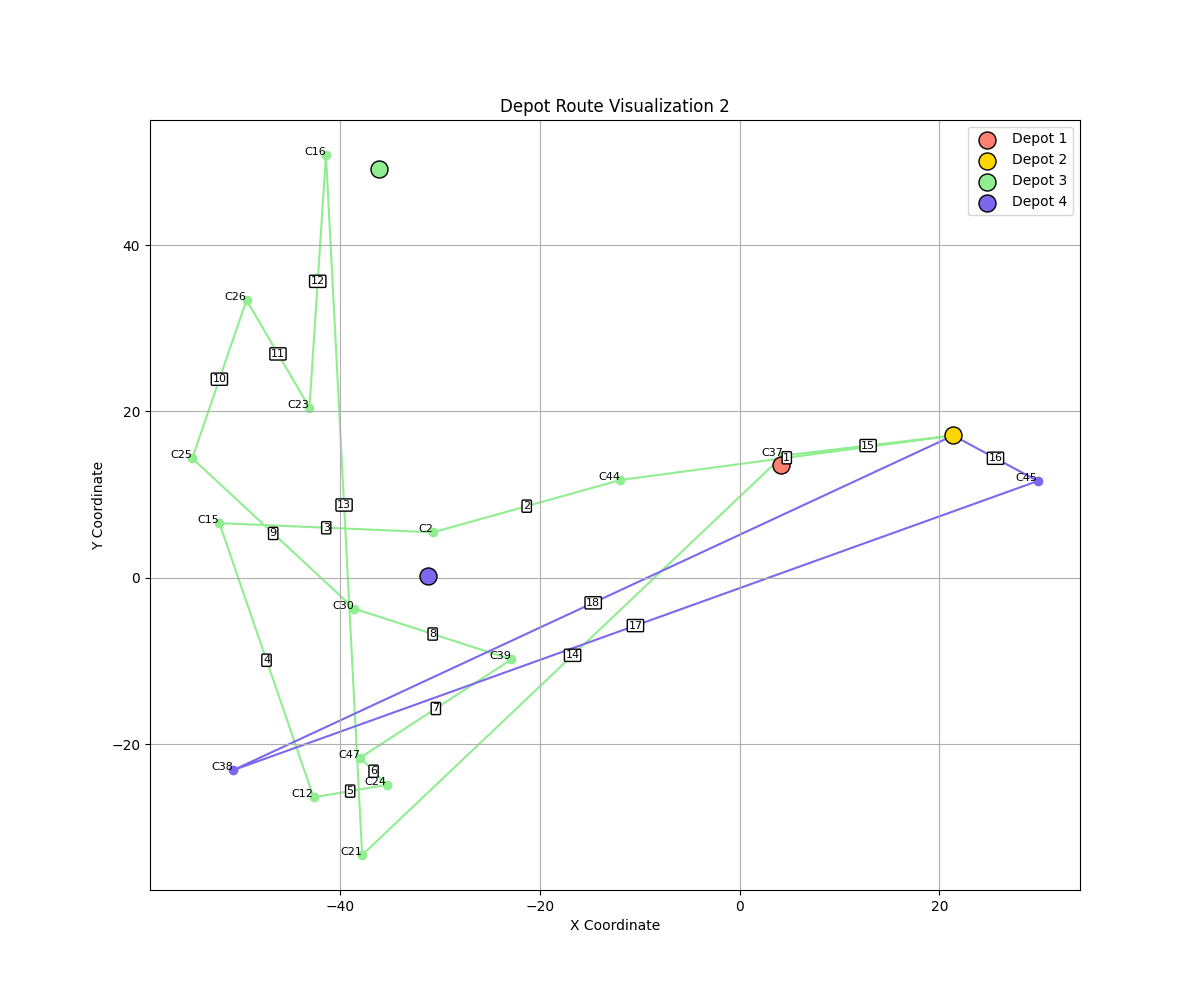 Depot Route Visualization 2
Depot 1
Depot 2
Depot 3
Depot 4
C16
40
12
C26
11
10
20
C23
C25
C37
1
15
16
C44
C45
13
2
C15
3
9
C2
0
18
C30
17
8
4
C39
14
7
−20
C47
C38
6
C24
C12
5
C21
−40
−20
0
20
X Coordinate
Y Coordinate